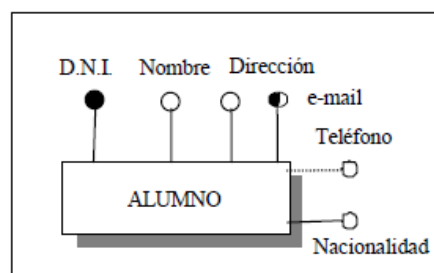 D.N.I. Nombre Dirección
e-mail
Teléfono
ALUMNO
Nacionalidad